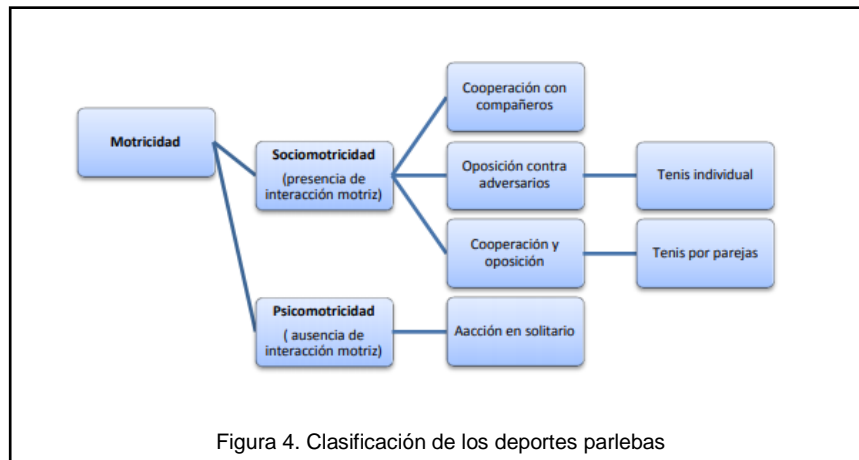 Motricidad
Sociomotricidad
(presencia de
interacción motriz)
Psicomotricidad
( ausencia de
interacción motriz)
Cooperación con
compañeros
Oposición contra
adversarios
Cooperación y
oposición
Aacción en solitario
Tenis individual
Tenis por parejas
Figura 4. Clasificación de los deportes parlebas